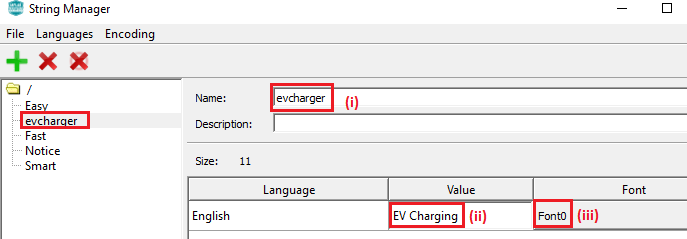 String Manager
File Languages Encoding
/
Easy
evcharger
Fast
Notice
Smart
Name: evcharger (i)
Description:
Size: 11
Language Value Font
English EV Charging (ii) Font0 (iii)